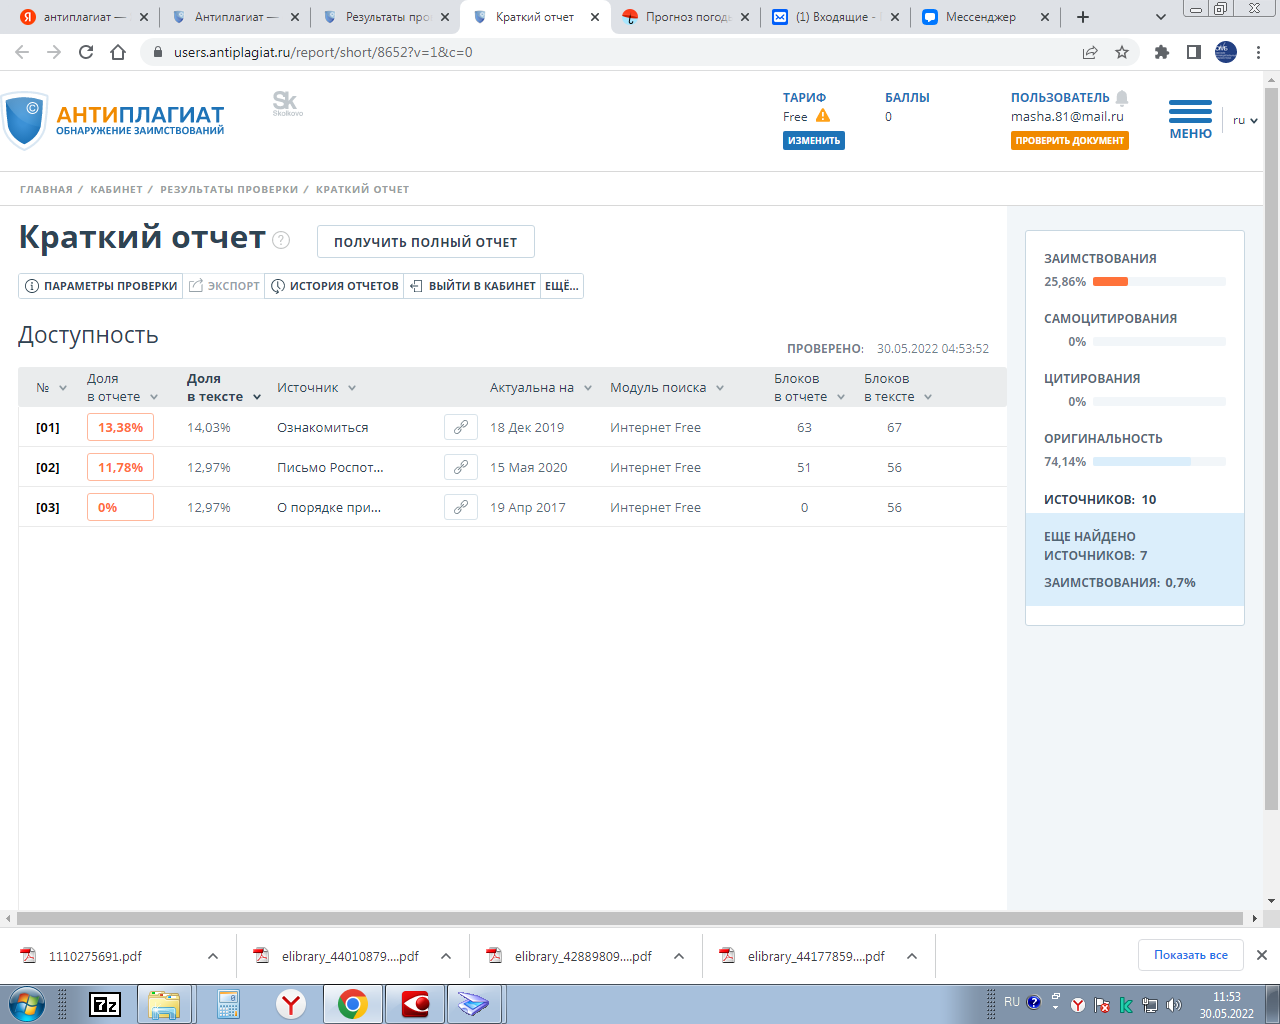 антиплагиат —
Антиплагиат —
Результаты про
Краткий отчет
Прогноз погоды
(1) Входящие -
Мессенджер
users.antiplagiat.ru/report/short/8652?v=1&c=0
АНТИПЛАГИАТ
ОБНАРУЖЕНИЕ ЗАИМСТВОВАНИЙ
Sk
Skolkovo
ТАРИФ
Free
ИЗМЕНИТЬ
БАЛЛЫ
0
ПОЛЬЗОВАТЕЛЬ
masha.81@mail.ru
ПРОВЕРИТЬ ДОКУМЕНТ
МЕНЮ
ru
ГЛАВНАЯ / КАБИНЕТ / РЕЗУЛЬТАТЫ ПРОВЕРКИ / КРАТКИЙ ОТЧЕТ
Краткий отчет ?
ПОЛУЧИТЬ ПОЛНЫЙ ОТЧЕТ
ПАРАМЕТРЫ ПРОВЕРКИ
ЭКСПОРТ
ИСТОРИЯ ОТЧЕТОВ
ВЫЙТИ В КАБИНЕТ
ЕЩЁ...
Доступность
ПРОВЕРЕНО: 30.05.2022 04:53:52
№ Доля в отчете Доля в тексте Источник Актуальна на Модуль поиска Блоков в отчете Блоков в тексте
[01] 13,38% 14,03% Ознакомиться 18 Дек 2019 Интернет Free 63 67
[02] 11,78% 12,97% Письмо Роспот... 15 Мая 2020 Интернет Free 51 56
[03] 0% 12,97% О порядке при... 19 Апр 2017 Интернет Free 0 56
ЗАИМСТВОВАНИЯ
25,86%
САМОЦИТИРОВАНИЯ
0%
ЦИТИРОВАНИЯ
0%
ОРИГИНАЛЬНОСТЬ
74,14%
ИСТОЧНИКОВ: 10
ЕЩЕ НАЙДЕНО
ИСТОЧНИКОВ: 7
ЗАИМСТВОВАНИЯ: 0,7%
1110275691.pdf
elibrary_44010879....pdf
elibrary_42889809....pdf
elibrary_44177859....pdf
Показать все
7z
RU
11:53
30.05.2022